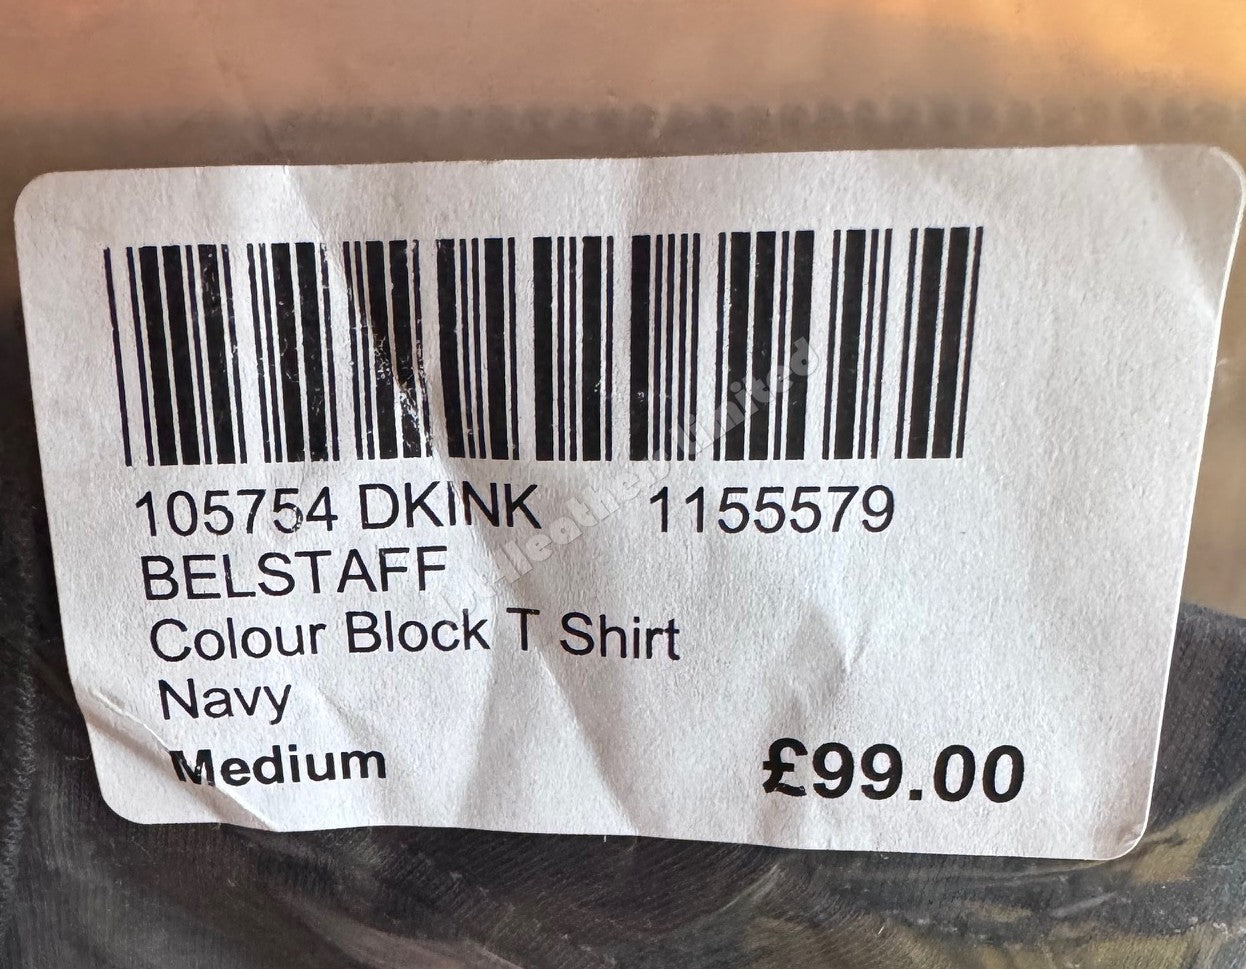 105754 DKINK 1155579
BELSTAFF
Colour Block T Shirt
Navy
Medium £99.00